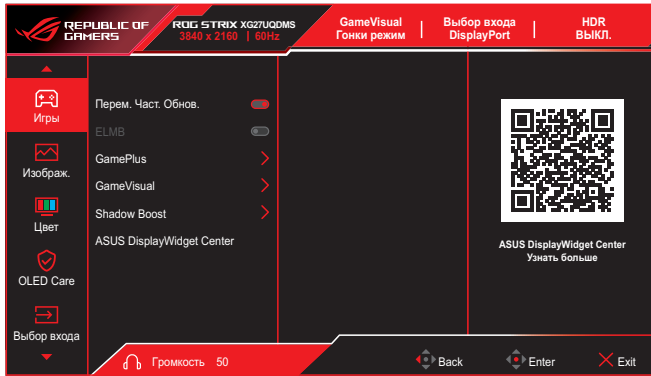 REPUBLIC OF
GAMERS
ROG STRIX XG27UQDMS
3840 x 2160 | 60Hz
GameVisual
Гонки режим
Выбор входа
DisplayPort
HDR
ВЫКЛ.
Игры
Изображ.
Цвет
OLED Care
Выбор входа
Перем. Част. Обнов.
ELMB
GamePlus
GameVisual
Shadow Boost
ASUS DisplayWidget Center
ASUS DisplayWidget Center
Узнать больше
Громкость 50
Back
Enter
Exit